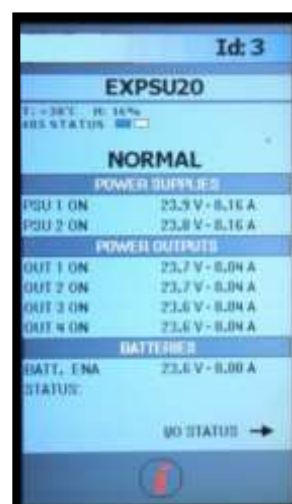 Id: 3
EXPSU20
T: +30°C H: 16%
STATUS
NORMAL
POWER SUPPLIES
PSU 1 ON 23.9 V - 0.16 A
PSU 2 ON 23.8 V - 0.16 A
POWER OUTPUTS
OUT 1 ON 23.7 V - 0.04 A
OUT 2 ON 23.7 V - 0.04 A
OUT 3 ON 23.6 V - 0.04 A
OUT 4 ON 23.6 V - 0.04 A
BATTERIES
BATT. ENA 23.6 V - 0.00 A
STATUS:
I/O STATUS →
i